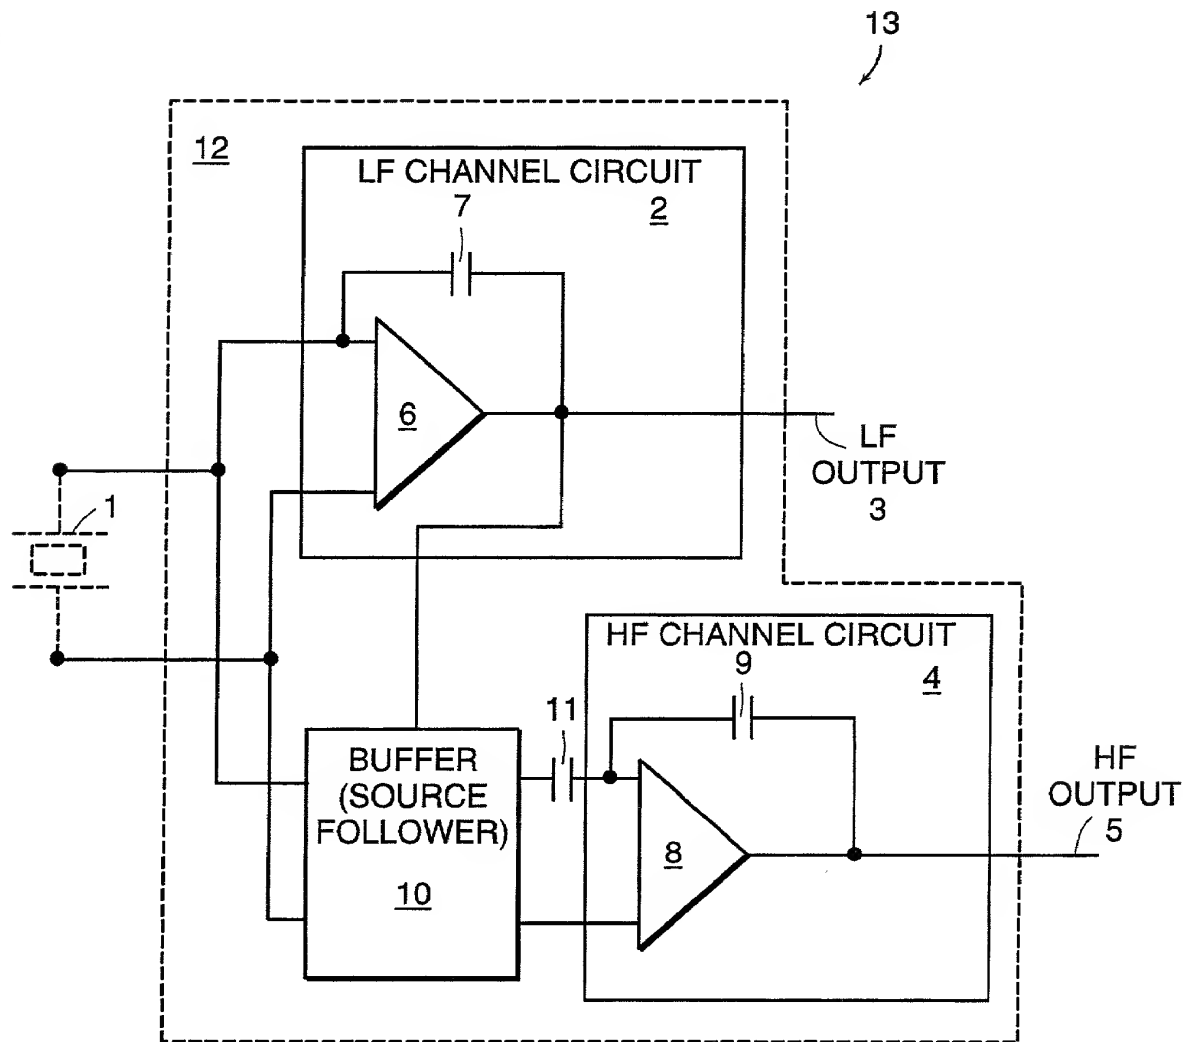 13
12
LF CHANNEL CIRCUIT
2
7
6
LF
OUTPUT
3
1
HF CHANNEL CIRCUIT
4
9
11
BUFFER
(SOURCE
FOLLOWER)
10
8
HF
OUTPUT
5